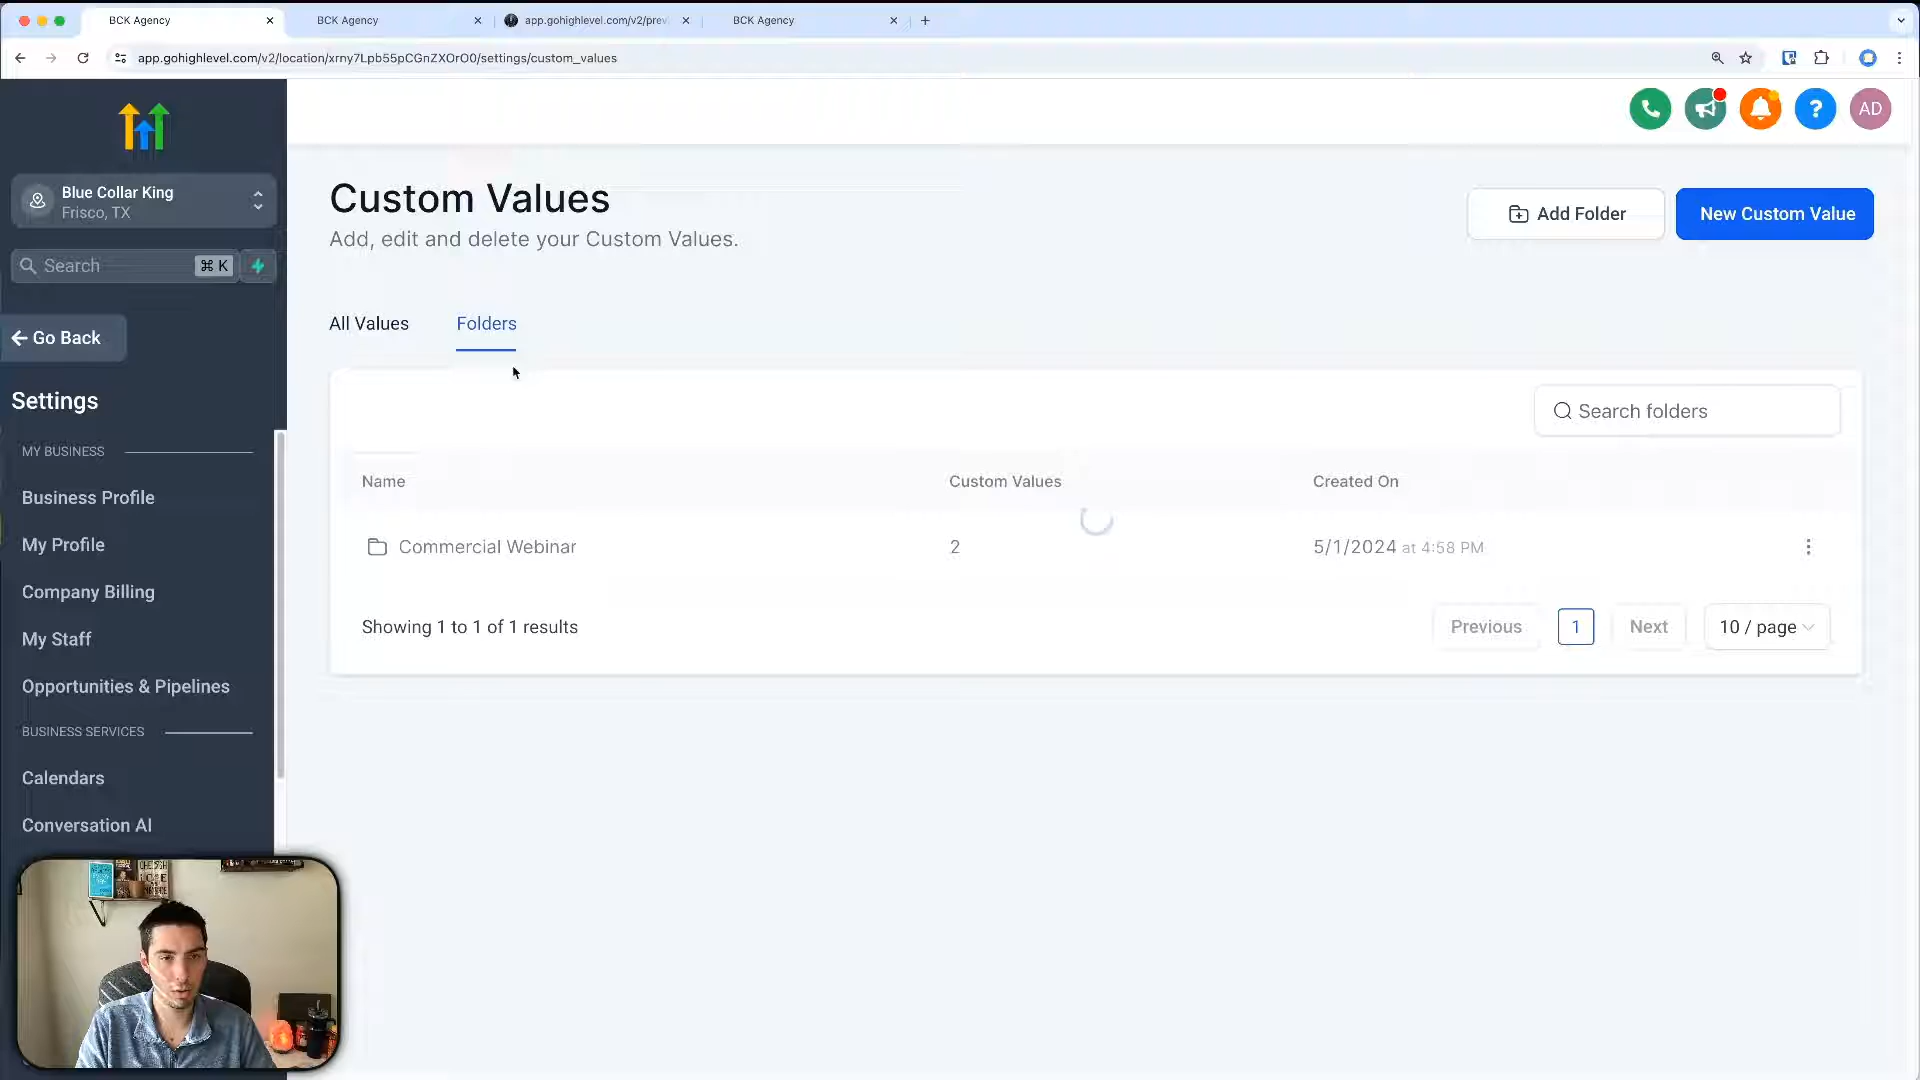 BCK Agency
BCK Agency
app.gohighlevel.com/v2/prev
BCK Agency
app.gohighlevel.com/v2/location/xrny7Lpb55pCGnZXOrO0/settings/custom_values
AD
Blue Collar King
Frisco, TX
Search
⌘ K
Go Back
Settings
MY BUSINESS
Business Profile
My Profile
Company Billing
My Staff
Opportunities & Pipelines
BUSINESS SERVICES
Calendars
Conversation AI
Custom Values
Add, edit and delete your Custom Values.
Add Folder
New Custom Value
All Values
Folders
Search folders
Name
Custom Values
Created On
Commercial Webinar
2
5/1/2024 at 4:58 PM
Showing 1 to 1 of 1 results
Previous
1
Next
10 / page